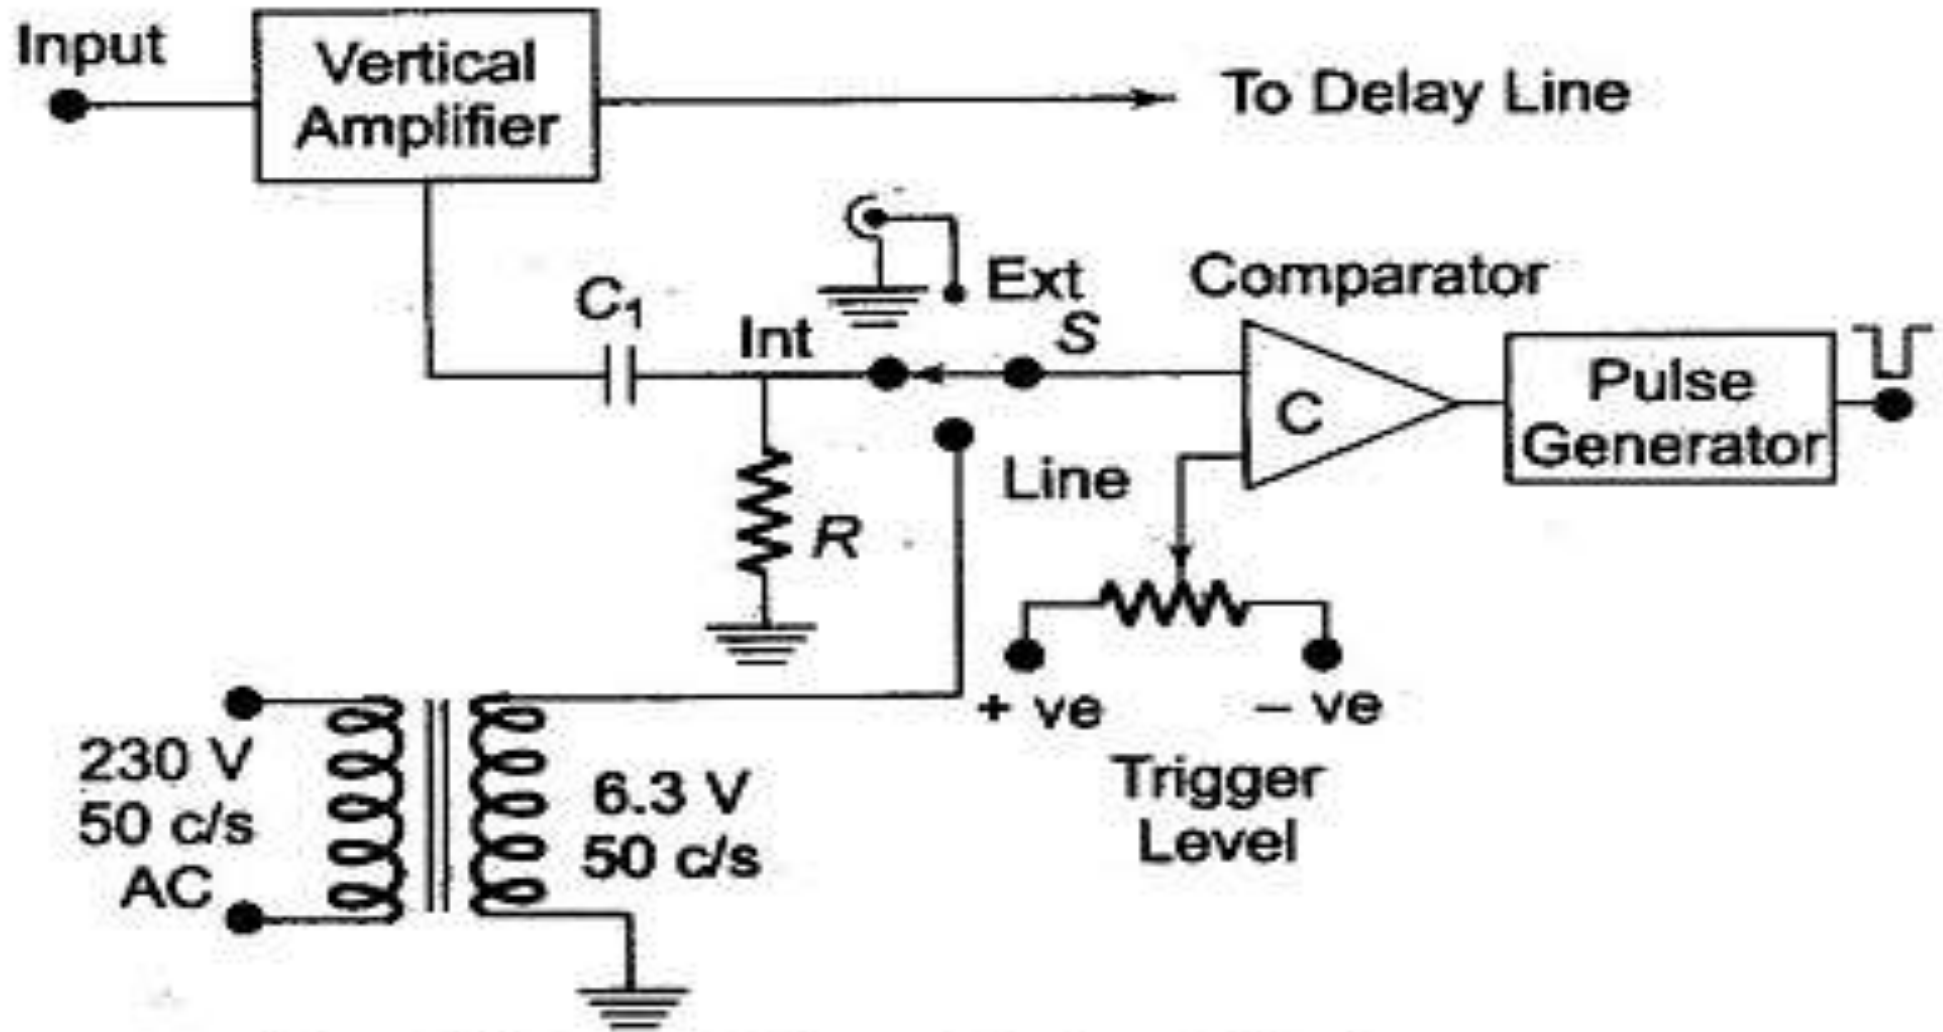 Input
Vertical
Amplifier
To Delay Line
Ext
Comparator
C1
Int
S
C
Pulse
Generator
Line
R
+ ve
– ve
Trigger
Level
230 V
50 c/s
AC
6.3 V
50 c/s